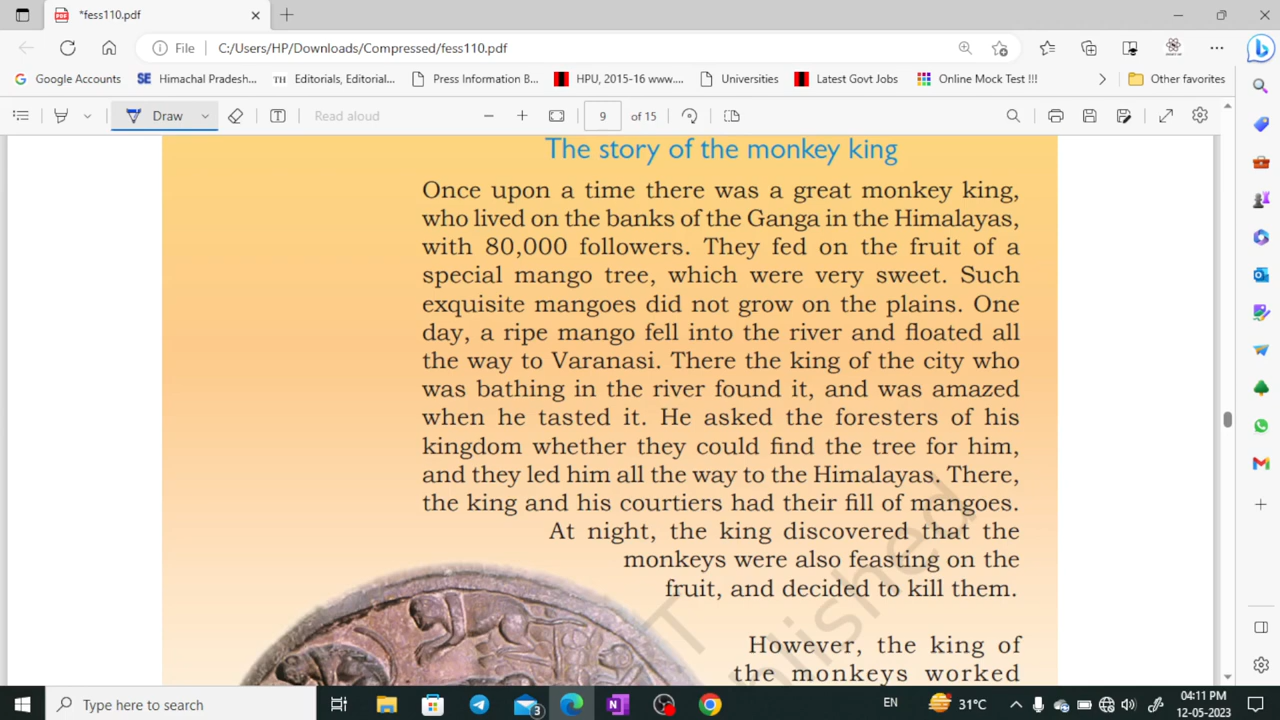 *fess110.pdf
File C:/Users/HP/Downloads/Compressed/fess110.pdf
Google Accounts SE Himachal Pradesh... TH Editorials, Editorial... Press Information B... HPU, 2015-16 www.... Universities Latest Govt Jobs Online Mock Test !!! Other favorites
Draw Read aloud 9 of 15
The story of the monkey king
Once upon a time there was a great monkey king,
who lived on the banks of the Ganga in the Himalayas,
with 80,000 followers. They fed on the fruit of a
special mango tree, which were very sweet. Such
exquisite mangoes did not grow on the plains. One
day, a ripe mango fell into the river and floated all
the way to Varanasi. There the king of the city who
was bathing in the river found it, and was amazed
when he tasted it. He asked the foresters of his
kingdom whether they could find the tree for him,
and they led him all the way to the Himalayas. There,
the king and his courtiers had their fill of mangoes.
At night, the king discovered that the
monkeys were also feasting on the
fruit, and decided to kill them.
However, the king of
the monkeys worked
Type here to search
3
EN
31°C
04:11 PM
12-05-2023